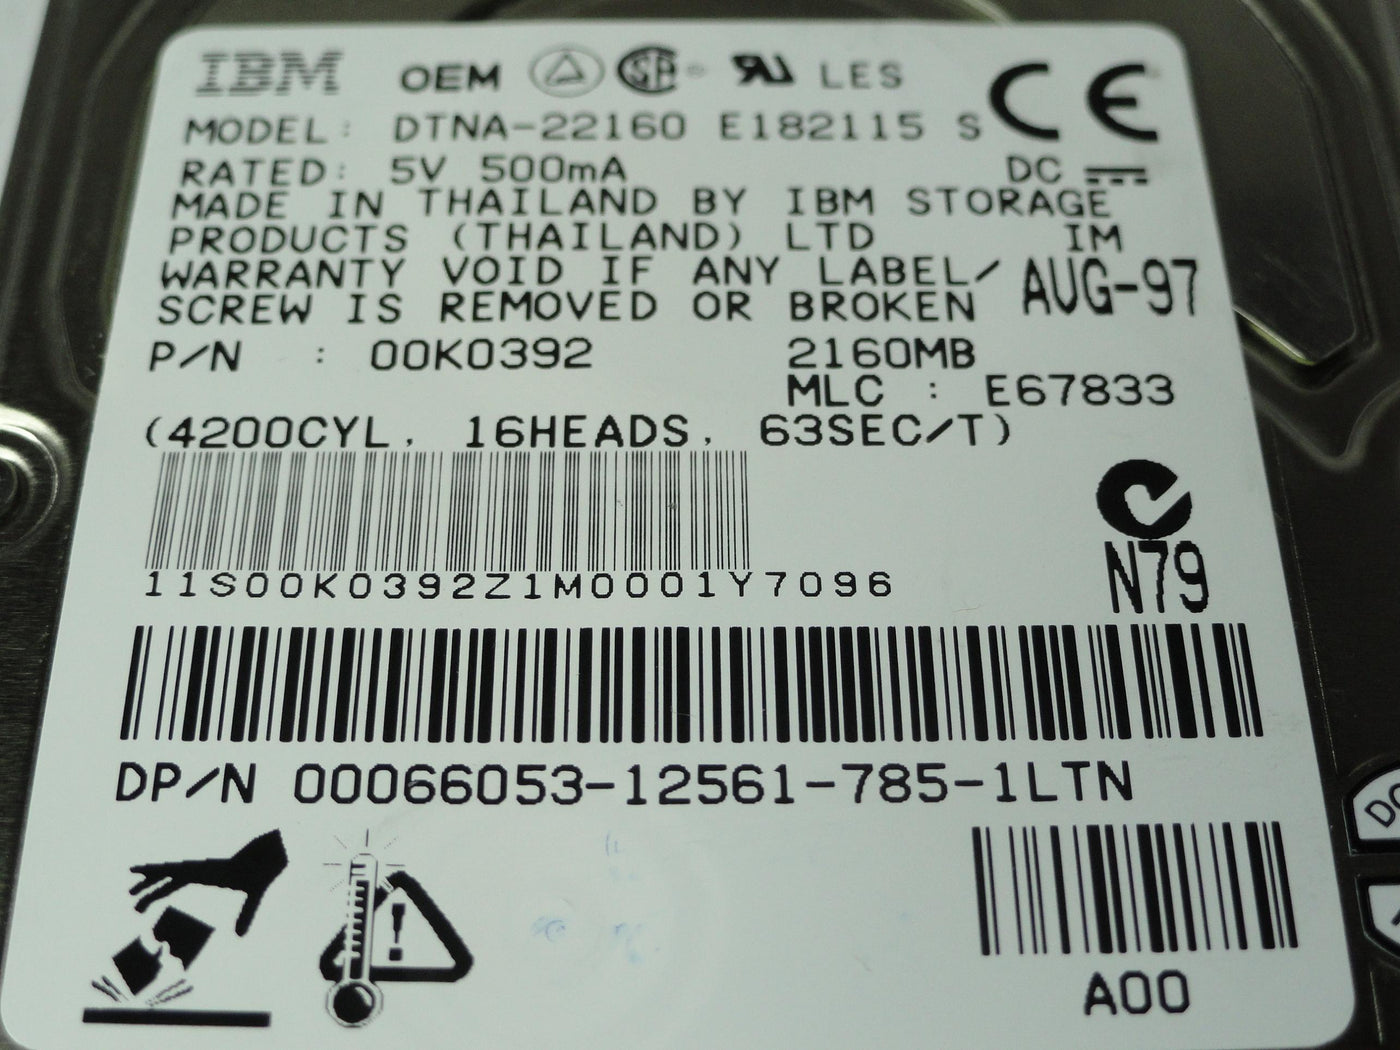 IBM OEM LES
MODEL: DTNA-22160 E182115 S
RATED: 5V 500mA DC
MADE IN THAILAND BY IBM STORAGE
PRODUCTS (THAILAND) LTD IM
WARRANTY VOID IF ANY LABEL/
SCREW IS REMOVED OR BROKEN AUG-97
P/N : 00K0392 2160MB
MLC : E67833
(4200CYL, 16HEADS, 63SEC/T)
11S00K0392Z1M0001Y7096
N79
DP/N 00066053-12561-785-1LTN
A00